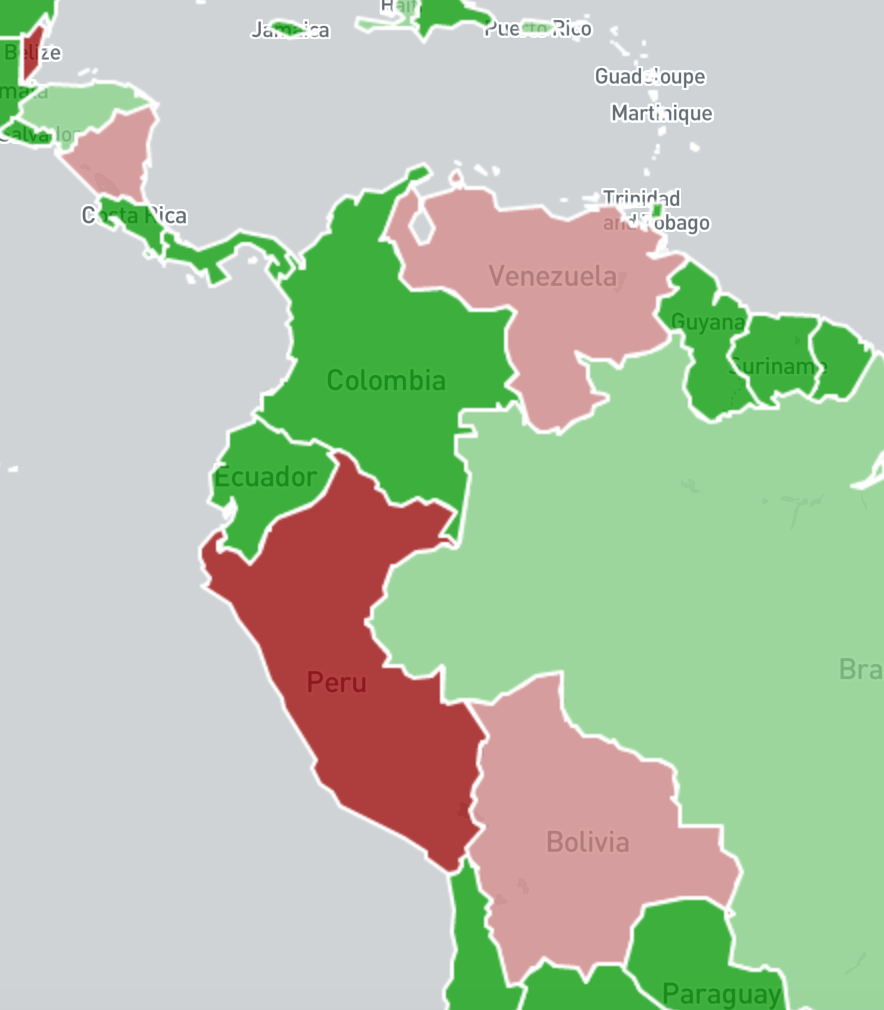 Haiti
Jamaica
Puerto Rico
Belize
Guadeloupe
mala
Martinique
Salvador
Trinidad
Costa Rica
and Tobago
Venezuela
Guyana
Suriname
Colombia
Ecuador
Bra
Peru
Bolivia
Paraguay